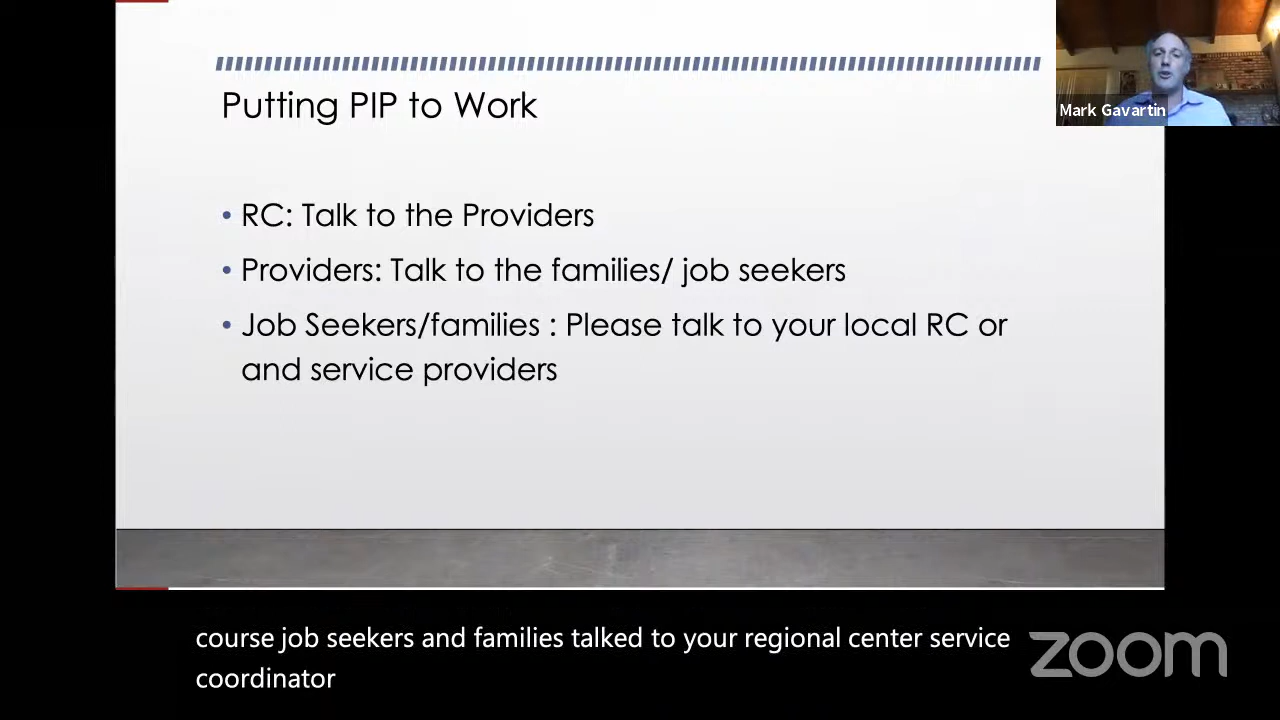 Putting PIP to Work
• RC: Talk to the Providers
• Providers: Talk to the families/ job seekers
• Job Seekers/families : Please talk to your local RC or
and service providers
Mark Gavartin
course job seekers and families talked to your regional center service
coordinator
zoom